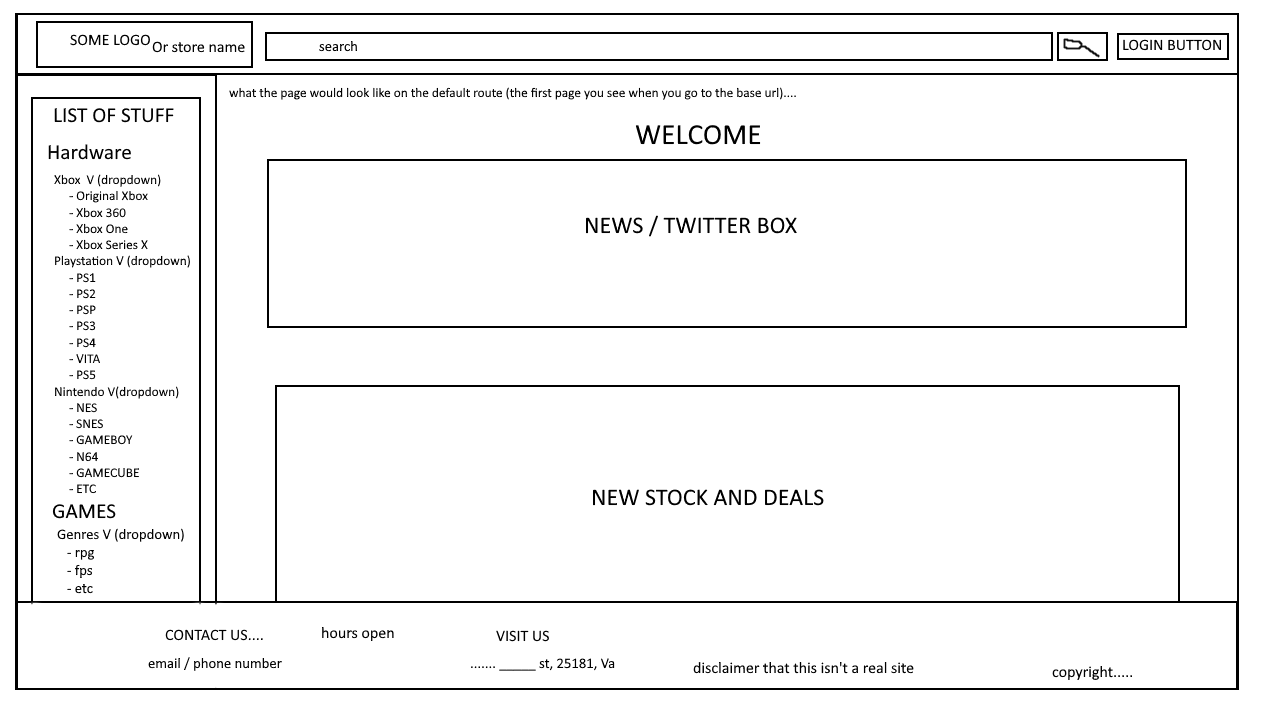 SOME LOGO Or store name
search
LOGIN BUTTON
LIST OF STUFF
Hardware
Xbox V (dropdown)
- Original Xbox
- Xbox 360
- Xbox One
- Xbox Series X
Playstation V (dropdown)
- PS1
- PS2
- PSP
- PS3
- PS4
- VITA
- PS5
Nintendo V(dropdown)
- NES
- SNES
- GAMEBOY
- N64
- GAMECUBE
- ETC
GAMES
Genres V (dropdown)
- rpg
- fps
- etc
what the page would look like on the default route (the first page you see when you go to the base url)....
WELCOME
NEWS / TWITTER BOX
NEW STOCK AND DEALS
CONTACT US....
email / phone number
hours open
VISIT US
....... _____ st, 25181, Va
disclaimer that this isn't a real site
copyright.....